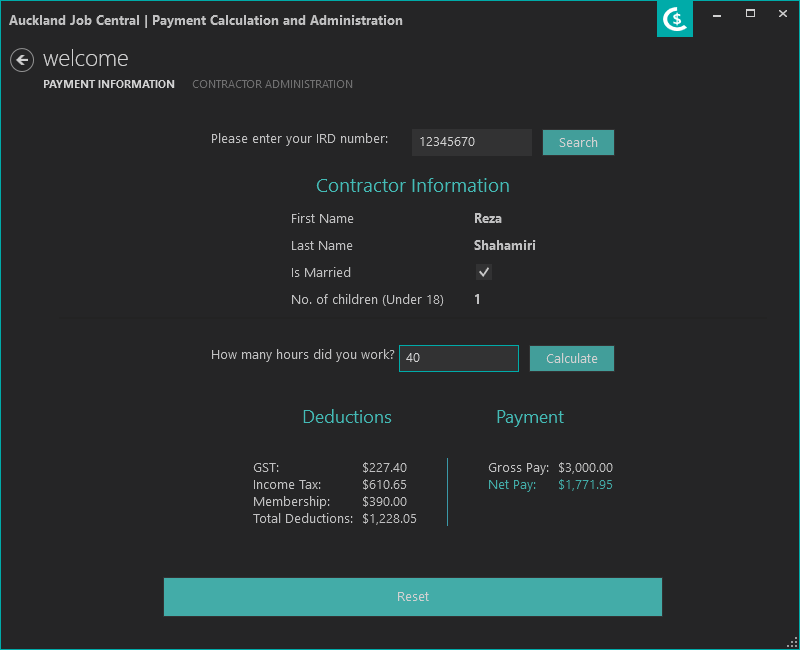 Auckland Job Central | Payment Calculation and Administration
welcome
PAYMENT INFORMATION CONTRACTOR ADMINISTRATION
Please enter your IRD number: 12345670 Search
Contractor Information
First Name Reza
Last Name Shahamiri
Is Married
No. of children (Under 18) 1
How many hours did you work? 40 Calculate
Deductions Payment
GST: $227.40 Gross Pay: $3,000.00
Income Tax: $610.65 Net Pay: $1,771.95
Membership: $390.00
Total Deductions: $1,228.05
Reset